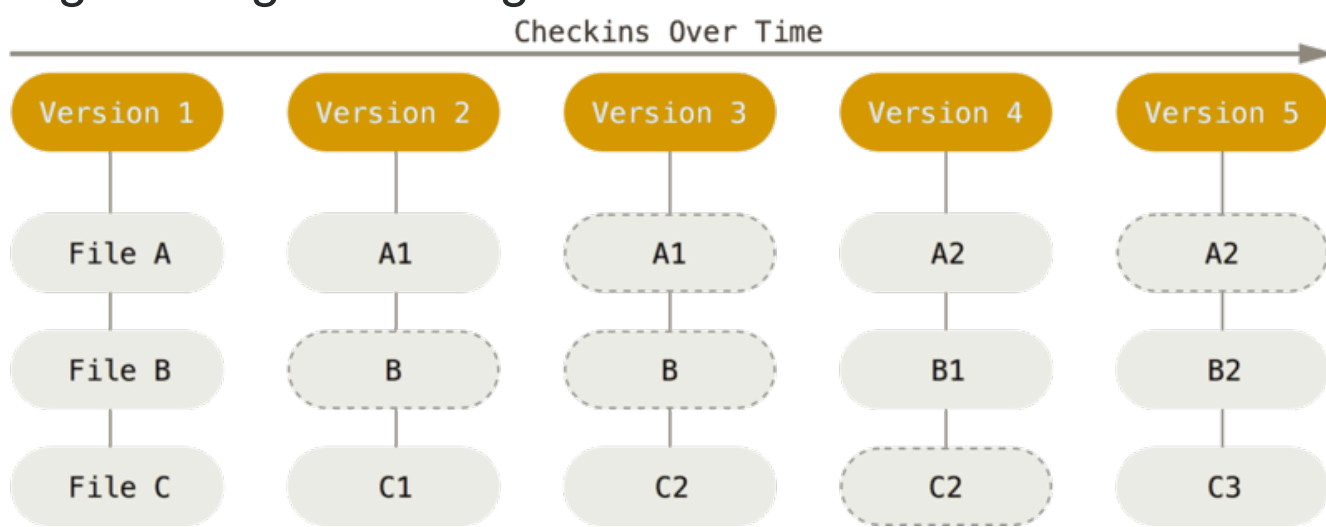 Checkins Over Time
Version 1 Version 2 Version 3 Version 4 Version 5
File A A1 A1 A2 A2
File B B B B1 B2
File C C1 C2 C2 C3